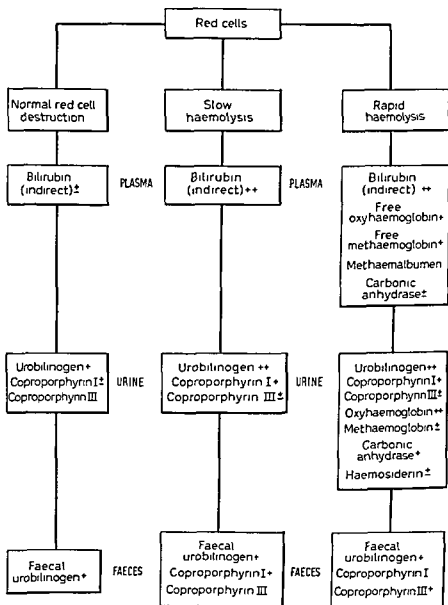 Red cells
Normal red cell
destruction
Slow
haemolysis
Rapid
haemolysis
Bilirubin
(indirect)±
PLASMA
Bilirubin
(indirect)++
PLASMA
Bilirubin
(indirect) ++
Free
oxyhaemoglobin+
Free
methaemoglobin+
Methaemalbumen
Carbonic
anhydrase±
Urobilinogen+
Coproporphyrin I±
Coproporphyrin III
URINE
Urobilinogen ++
Coproporphyrin I+
Coproporphyrin III±
URINE
Urobilinogen++
Coproporphyrin I+
Coproporphyrin III±
Oxyhaemoglobin++
Methaemoglobin±
Carbonic
anhydrase+
Haemosiderin±
Faecal
urobilinogen+
FAECES
Faecal
urobilinogen+
Coproporphyrin I+
Coproporphyrin III
FAECES
Faecal
urobilinogen+
Coproporphyrin I
Coproporphyrin III+